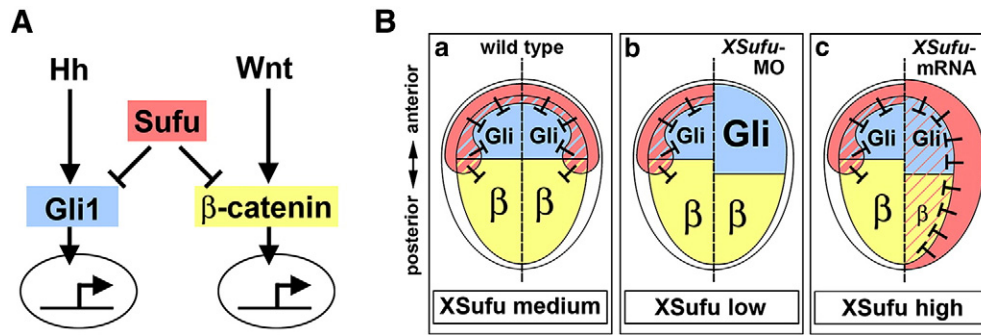 A
Hh
Wnt
Sufu
Gli1
β-catenin
B
posterior
anterior
a
wild type
Gli Gli
β β
XSufu medium
b
XSufu-
MO
Gli Gli
β β
XSufu low
c
XSufu-
mRNA
Gli Gli
β β
XSufu high